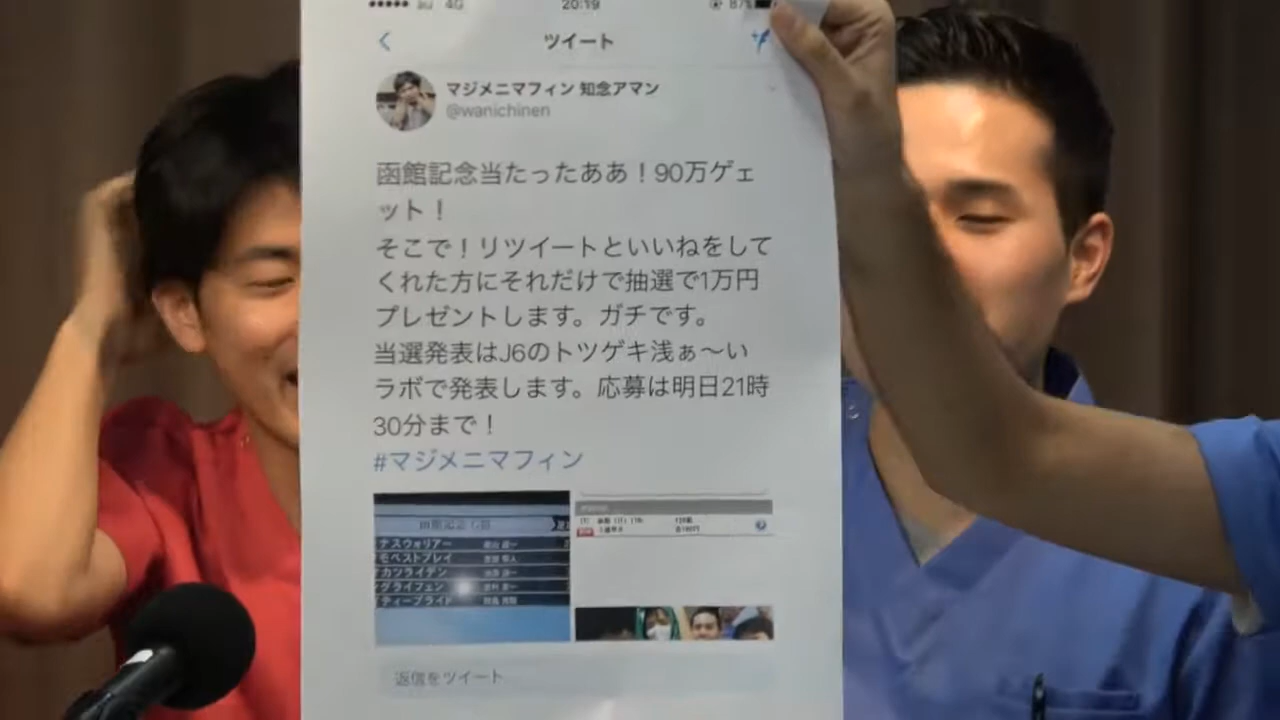 au 4G 20:19 87%
ツイート
マジメニマフィン 知念アマン
@wanichinen
函館記念当たったああ！90万ゲェ
ット！
そこで！リツイートといいねをして
くれた方にそれだけで抽選で1万円
プレゼントします。ガチです。
当選発表はJ6のトツゲキ浅ぁ〜い
ラボで発表します。応募は明日21時
30分まで！
#マジメニマフィン
函館記念
ナスウォリアー
モベストブレイ
カツライデン
グライフェン
ティーブライド
返信をツイート